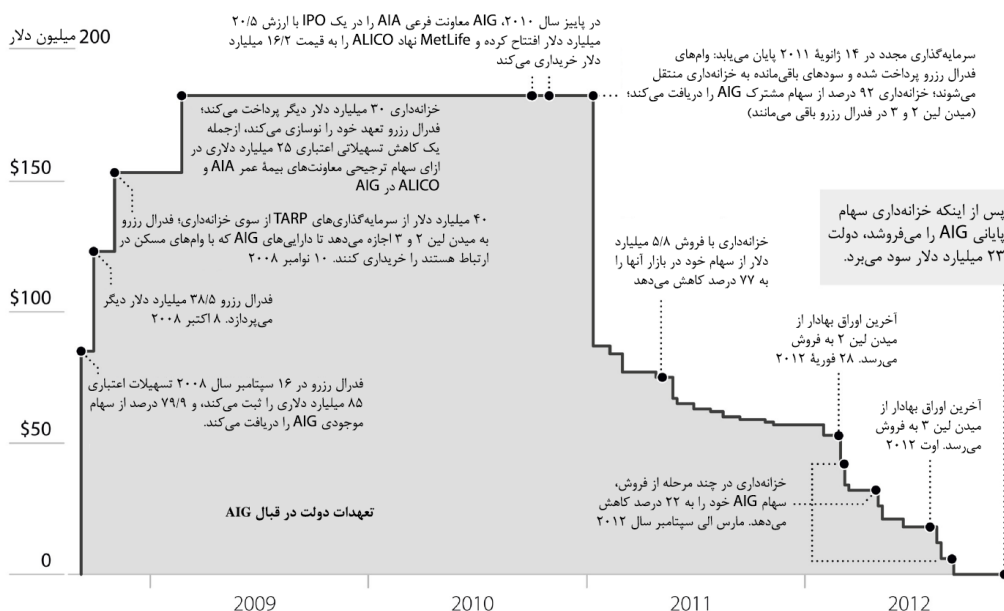 200 میلیون دلار
$150
$100
$50
0
در پاییز سال ۲۰۱۰، AIG معاونت فرعی AIA را در یک IPO با ارزش ۲۰/۵
میلیارد دلار افتتاح کرده و MetLife نهاد ALICO را به قیمت ۱۶/۲ میلیارد
دلار خریداری می‌کند
سرمایه‌گذاری مجدد در ۱۴ ژانویهٔ ۲۰۱۱ پایان می‌یابد: وام‌های
فدرال رزرو پرداخت شده و سودهای باقی‌مانده به خزانه‌داری منتقل
می‌شوند؛ خزانه‌داری ۹۲ درصد از سهام مشترک AIG را دریافت می‌کند؛
(میدن لین ۲ و ۳ در فدرال رزرو باقی می‌مانند)
خزانه‌داری ۳۰ میلیارد دلار دیگر پرداخت می‌کند؛
فدرال رزرو تعهد خود را نوسازی می‌کند، ازجمله
یک کاهش تسهیلاتی اعتباری ۲۵ میلیارد دلاری در
ازای سهام ترجیحی معاونت‌های بیمهٔ عمر AIA و
ALICO در AIG
۴۰ میلیارد دلار از سرمایه‌گذاری‌های TARP از سوی خزانه‌داری؛ فدرال رزرو
به میدن لین ۲ و ۳ اجازه می‌دهد تا دارایی‌های AIG که با وام‌های مسکن در
ارتباط هستند را خریداری کنند. ۱۰ نوامبر ۲۰۰۸
فدرال رزرو ۳۸/۵ میلیارد دلار دیگر
می‌پردازد. ۸ اکتبر ۲۰۰۸
فدرال رزرو در ۱۶ سپتامبر سال ۲۰۰۸ تسهیلات اعتباری
۸۵ میلیارد دلاری را ثبت می‌کند، و ۷۹/۹ درصد از سهام
موجودی AIG را دریافت می‌کند.
تعهدات دولت در قبال AIG
خزانه‌داری با فروش ۵/۸ میلیارد
دلار از سهام خود در بازار آنها را
به ۷۷ درصد کاهش می‌دهد
پس از اینکه خزانه‌داری سهام
پایانی AIG را می‌فروشد، دولت
۲۳ میلیارد دلار سود می‌برد.
آخرین اوراق بهادار از
میدن لین ۲ به فروش
می‌رسد. ۲۸ فوریهٔ ۲۰۱۲
آخرین اوراق بهادار از
میدن لین ۳ به فروش
می‌رسد. اوت ۲۰۱۲
خزانه‌داری در چند مرحله از فروش،
سهام AIG خود را به ۲۲ درصد کاهش
می‌دهد. مارس الی سپتامبر سال ۲۰۱۲
2009
2010
2011
2012